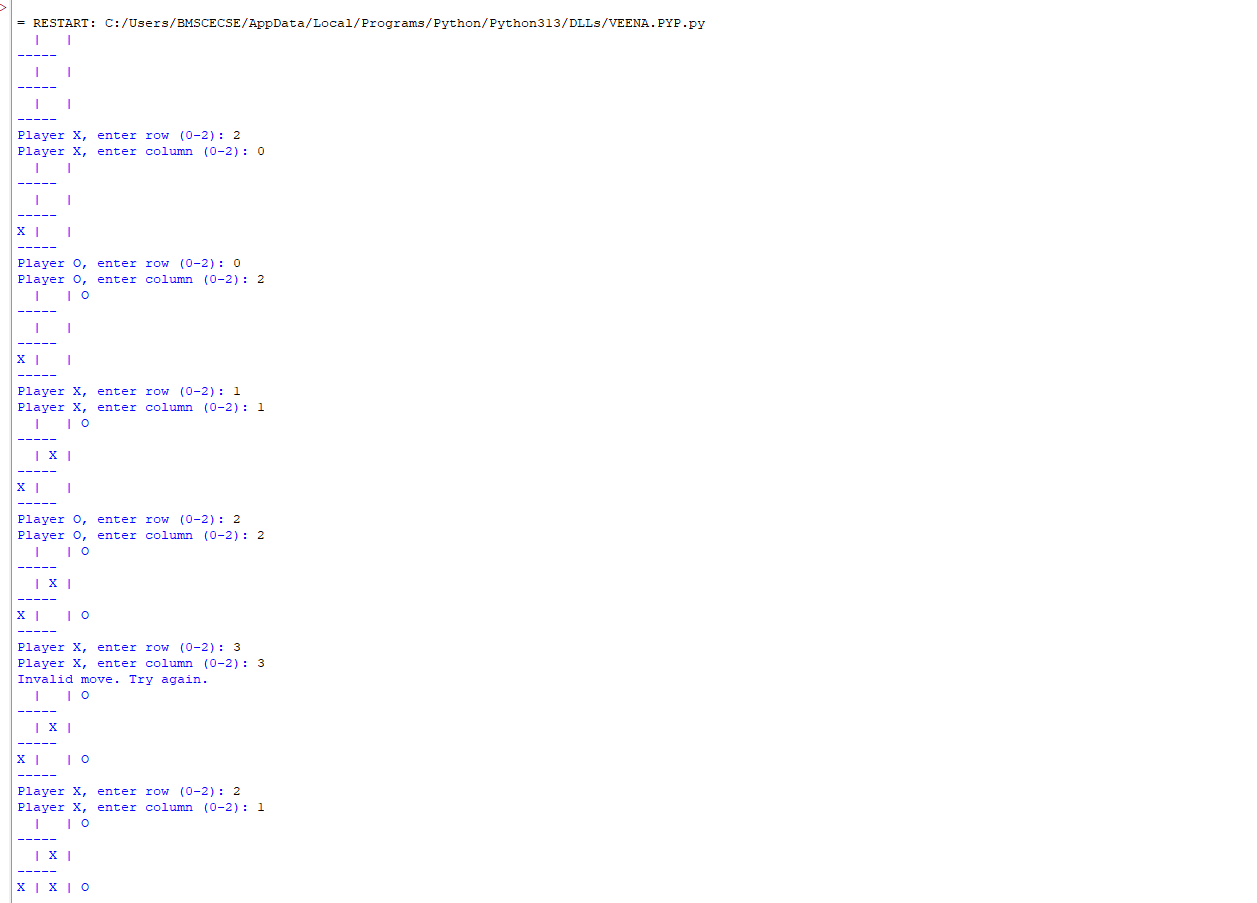 = RESTART: C:/Users/BMSCECSE/AppData/Local/Programs/Python/Python313/DLLs/VEENA.PYP.py
  |   |
-----
  |   |
-----
  |   |
-----
Player X, enter row (0-2): 2
Player X, enter column (0-2): 0
  |   |
-----
  |   |
-----
X |   |
-----
Player O, enter row (0-2): 0
Player O, enter column (0-2): 2
  |   | O
-----
  |   |
-----
X |   |
-----
Player X, enter row (0-2): 1
Player X, enter column (0-2): 1
  |   | O
-----
  | X |
-----
X |   |
-----
Player O, enter row (0-2): 2
Player O, enter column (0-2): 2
  |   | O
-----
  | X |
-----
X |   | O
-----
Player X, enter row (0-2): 3
Player X, enter column (0-2): 3
Invalid move. Try again.
  |   | O
-----
  | X |
-----
X |   | O
-----
Player X, enter row (0-2): 2
Player X, enter column (0-2): 1
  |   | O
-----
  | X |
-----
X | X | O